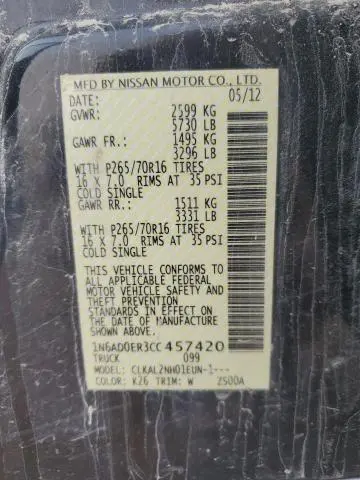 MFD BY NISSAN MOTOR CO., LTD.
DATE: 05/12
GVWR: 2599 KG
5730 LB
GAWR FR.: 1495 KG
3296 LB
WITH P265/70R16 TIRES
16 X 7.0 RIMS AT 35 PSI
COLD SINGLE
GAWR RR.: 1511 KG
3331 LB
WITH P265/70R16 TIRES
16 X 7.0 RIMS AT 35 PSI
COLD SINGLE
THIS VEHICLE CONFORMS TO
ALL APPLICABLE FEDERAL
MOTOR VEHICLE SAFETY AND
THEFT PREVENTION
STANDARDS IN EFFECT ON THE
DATE OF MANUFACTURE
SHOWN ABOVE.
1N6AD0ER3CC457420
TRUCK 099
MODEL: CLKAL2NH01EUN-1---
COLOR: K26 TRIM: W 2500A